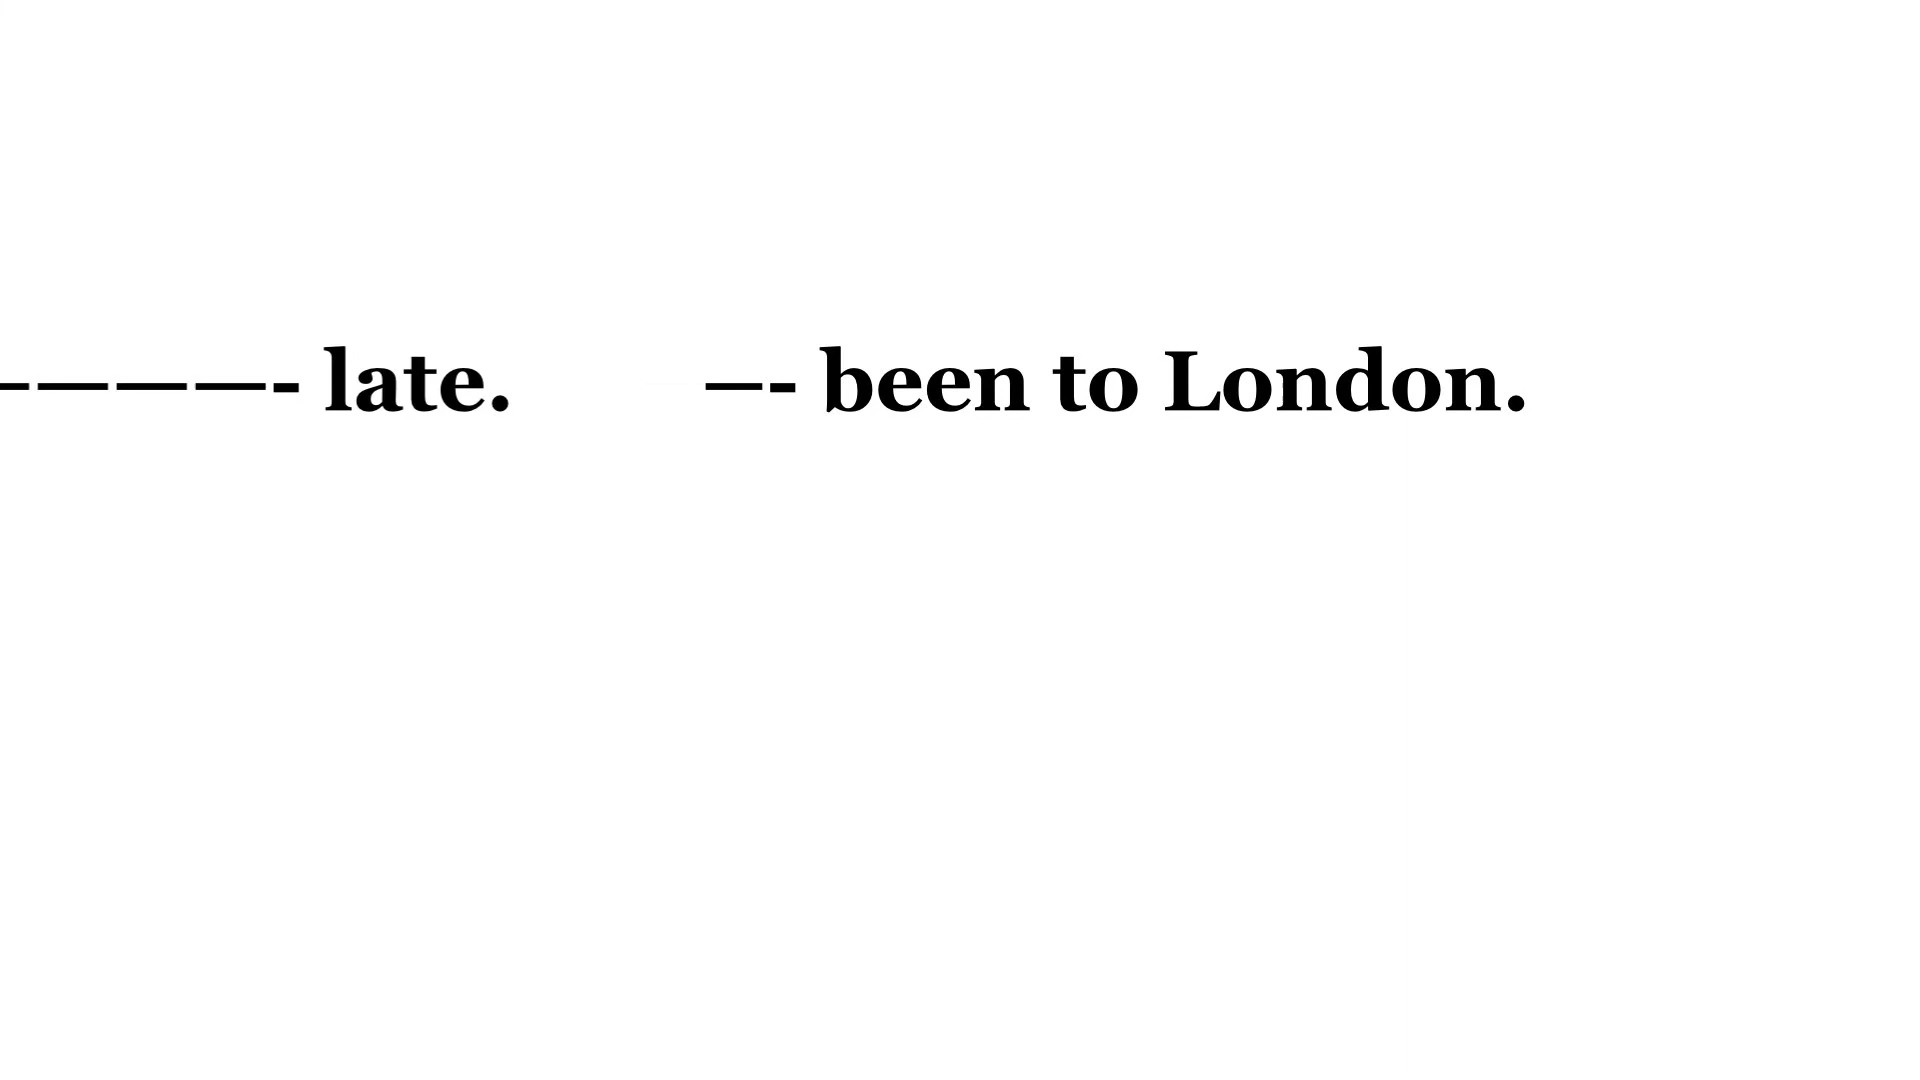 ————- late. —- been to London.